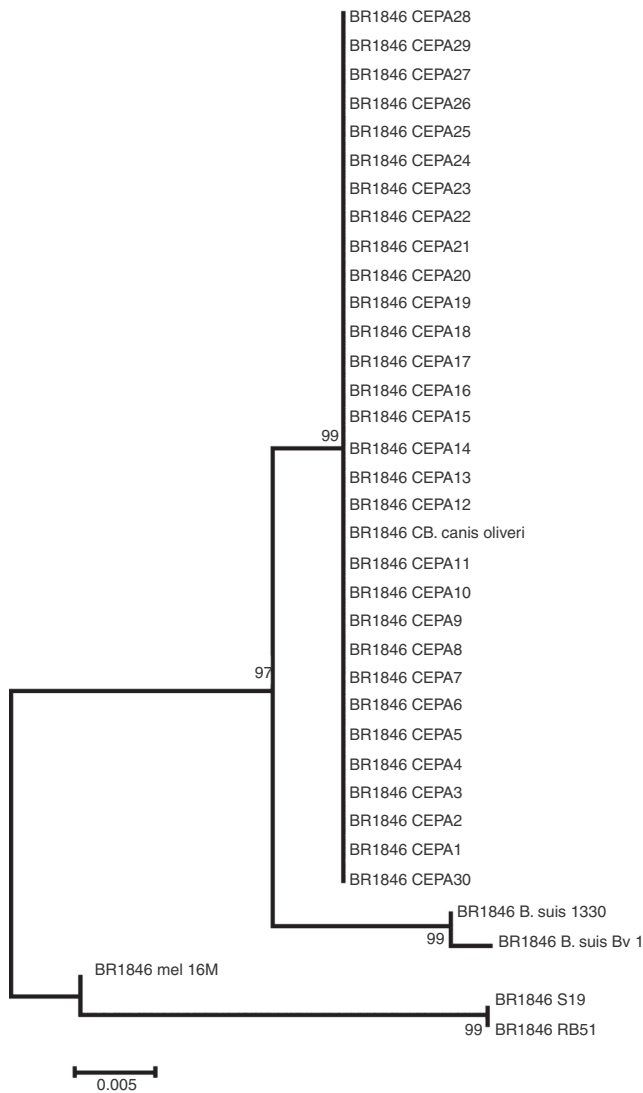 BR1846 CEPA28
BR1846 CEPA29
BR1846 CEPA27
BR1846 CEPA26
BR1846 CEPA25
BR1846 CEPA24
BR1846 CEPA23
BR1846 CEPA22
BR1846 CEPA21
BR1846 CEPA20
BR1846 CEPA19
BR1846 CEPA18
BR1846 CEPA17
BR1846 CEPA16
BR1846 CEPA15
99
BR1846 CEPA14
BR1846 CEPA13
BR1846 CEPA12
BR1846 CB. canis oliveri
BR1846 CEPA11
BR1846 CEPA10
BR1846 CEPA9
BR1846 CEPA8
97
BR1846 CEPA7
BR1846 CEPA6
BR1846 CEPA5
BR1846 CEPA4
BR1846 CEPA3
BR1846 CEPA2
BR1846 CEPA1
BR1846 CEPA30
BR1846 B. suis 1330
99
BR1846 B. suis Bv 1
BR1846 mel 16M
BR1846 S19
99
BR1846 RB51
0.005